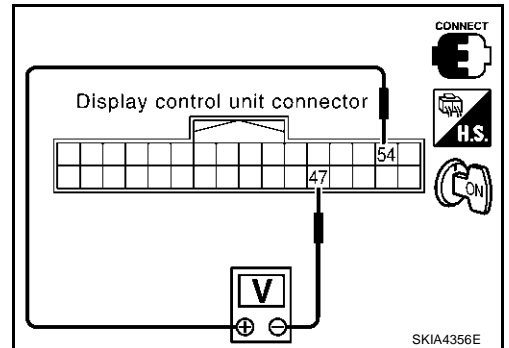 CONNECT
Display control unit connector
H.S.
54
47
ON
V
+ −
SKIA4356E